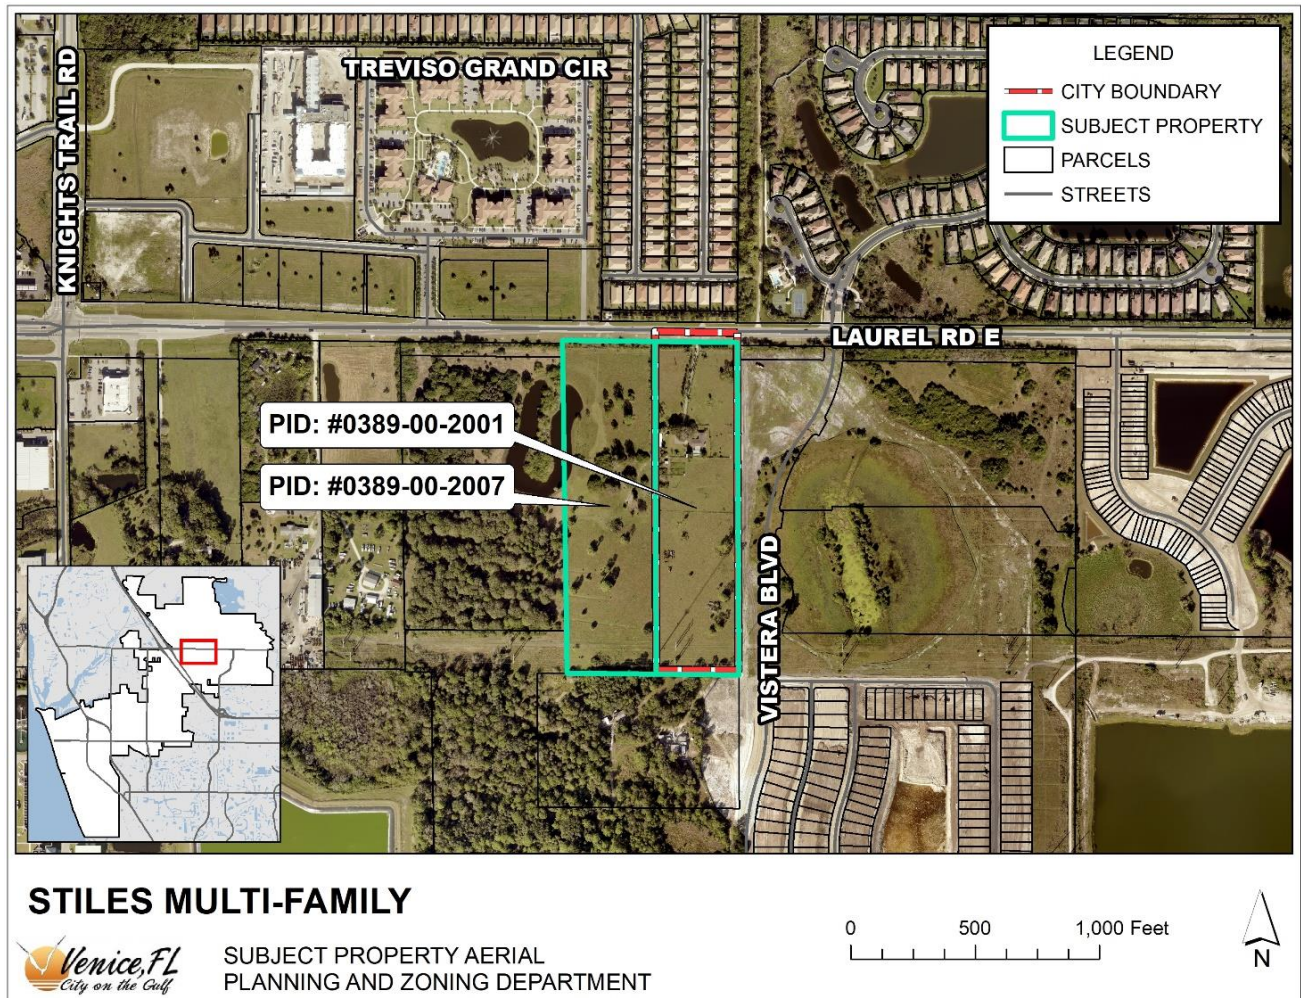 KNIGHTS TRAIL RD
TREVISO GRAND CIR
LEGEND
CITY BOUNDARY
SUBJECT PROPERTY
PARCELS
STREETS
LAUREL RD E
PID: #0389-00-2001
PID: #0389-00-2007
VISTERA BLVD
STILES MULTI-FAMILY
Venice, FL
City on the Gulf
SUBJECT PROPERTY AERIAL
PLANNING AND ZONING DEPARTMENT
0 500 1,000 Feet
N